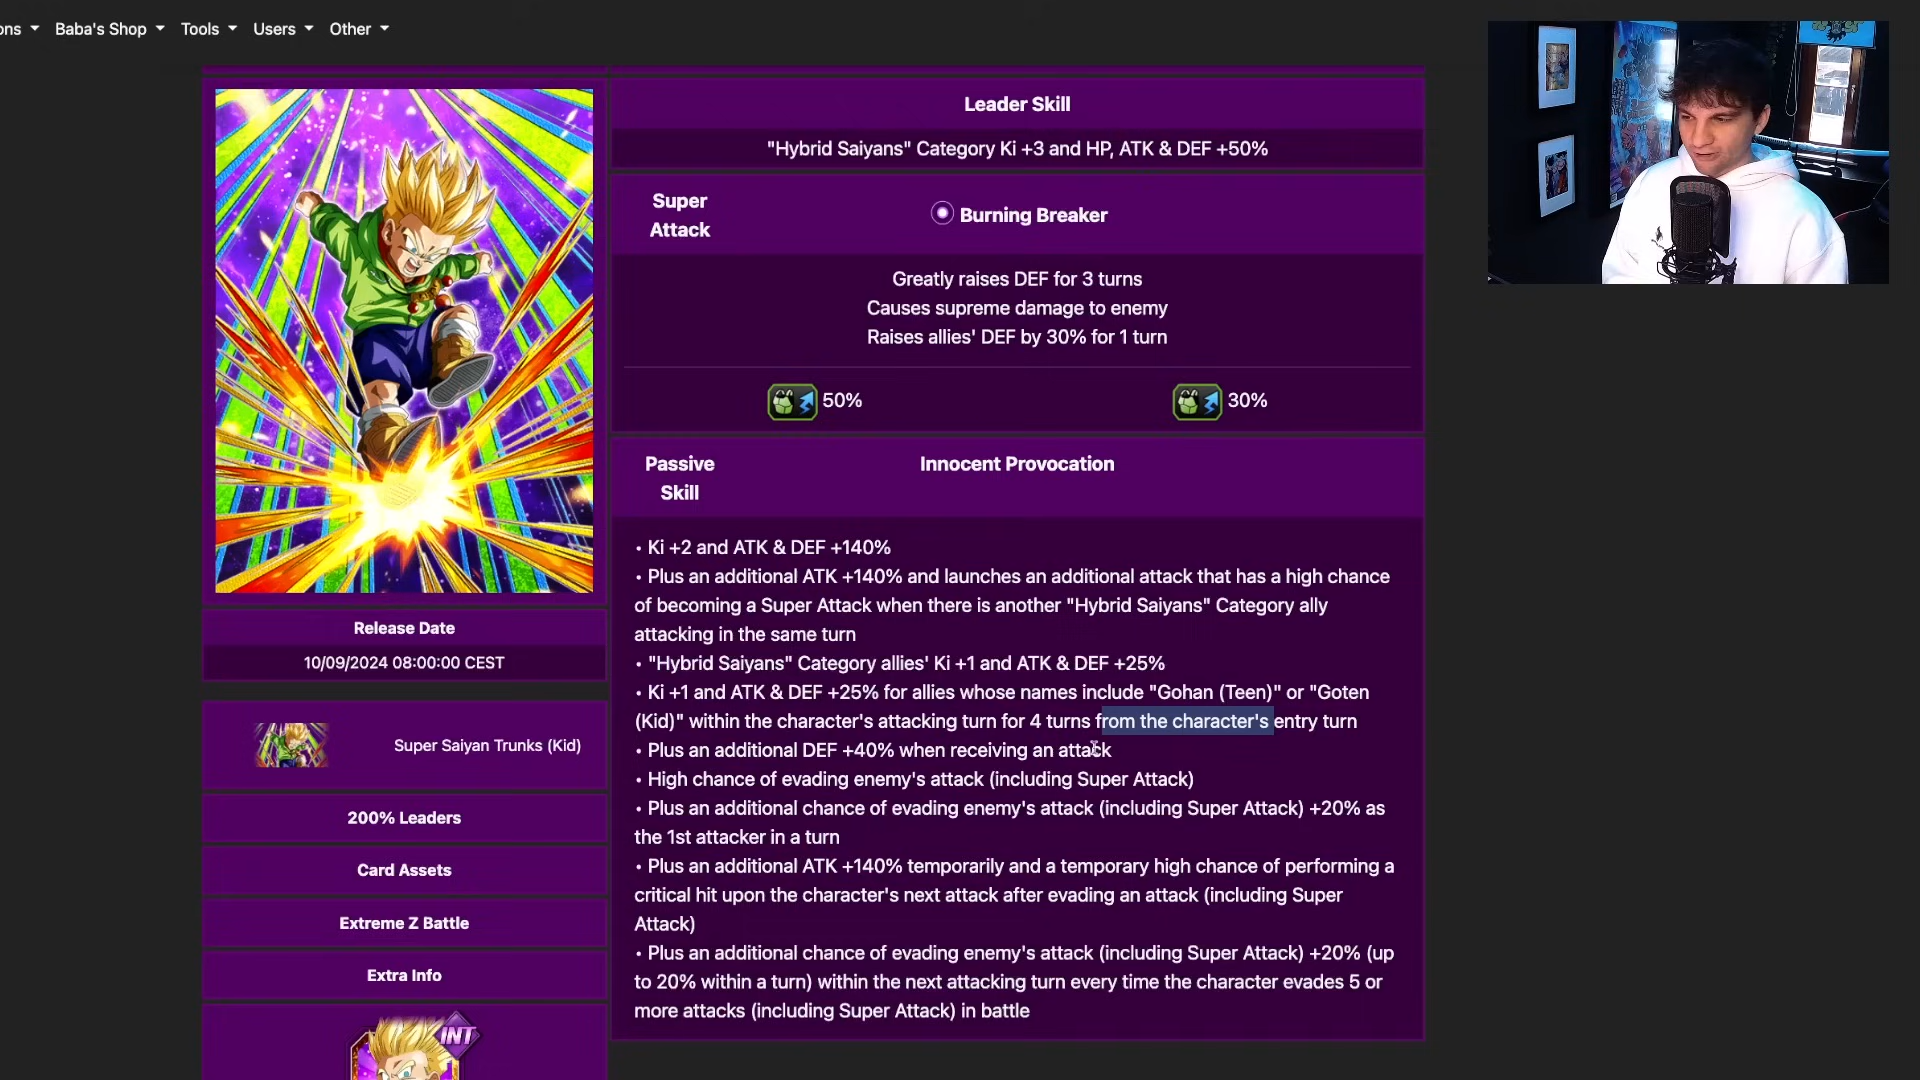 ons
Baba's Shop
Tools
Users
Other
Leader Skill
"Hybrid Saiyans" Category Ki +3 and HP, ATK & DEF +50%
Super
Attack
Burning Breaker
Greatly raises DEF for 3 turns
Causes supreme damage to enemy
Raises allies' DEF by 30% for 1 turn
50%
30%
Passive
Skill
Innocent Provocation
• Ki +2 and ATK & DEF +140%
• Plus an additional ATK +140% and launches an additional attack that has a high chance
of becoming a Super Attack when there is another "Hybrid Saiyans" Category ally
attacking in the same turn
• "Hybrid Saiyans" Category allies' Ki +1 and ATK & DEF +25%
• Ki +1 and ATK & DEF +25% for allies whose names include "Gohan (Teen)" or "Goten
(Kid)" within the character's attacking turn for 4 turns from the character's entry turn
• Plus an additional DEF +40% when receiving an attack
• High chance of evading enemy's attack (including Super Attack)
• Plus an additional chance of evading enemy's attack (including Super Attack) +20% as
the 1st attacker in a turn
• Plus an additional ATK +140% temporarily and a temporary high chance of performing a
critical hit upon the character's next attack after evading an attack (including Super
Attack)
• Plus an additional chance of evading enemy's attack (including Super Attack) +20% (up
to 20% within a turn) within the next attacking turn every time the character evades 5 or
more attacks (including Super Attack) in battle
Release Date
10/09/2024 08:00:00 CEST
Super Saiyan Trunks (Kid)
200% Leaders
Card Assets
Extreme Z Battle
Extra Info
INT